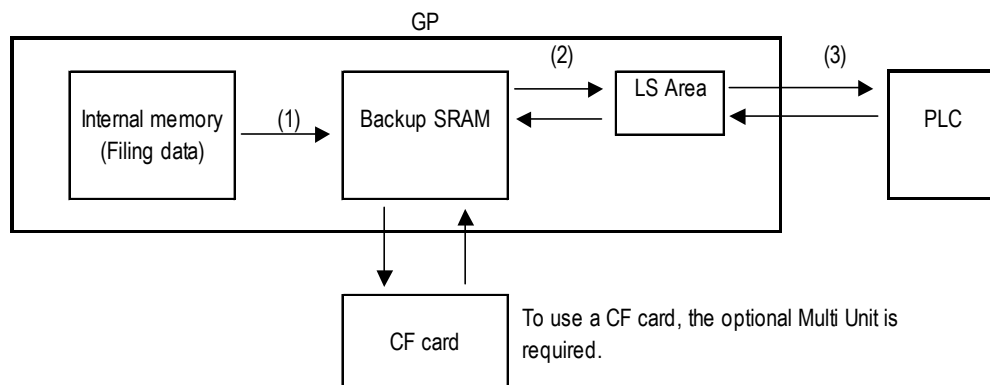 GP
(2)
(3)
LS Area
Internal memory
(Filing data)
(1)
Backup SRAM
PLC
CF card
To use a CF card, the optional Multi Unit is
required.